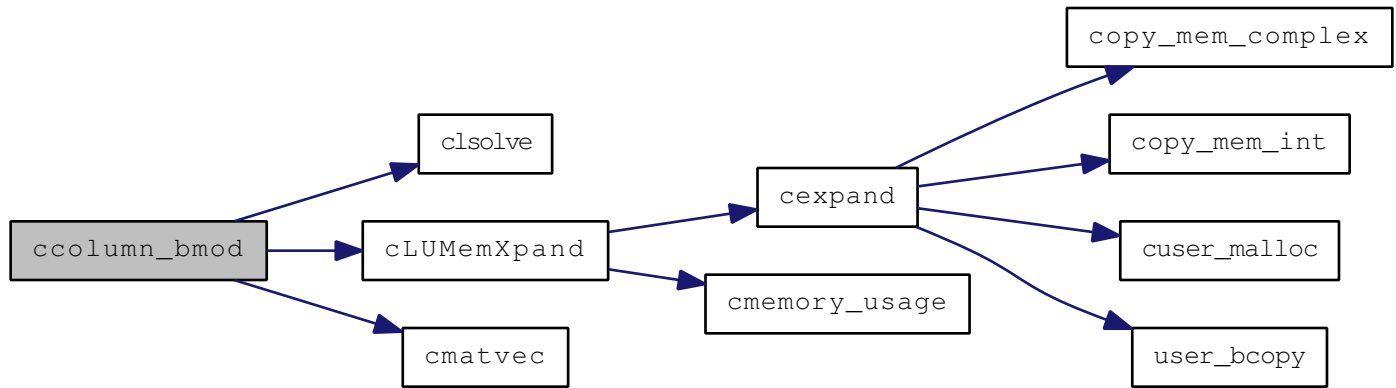 copy_mem_complex
clsolve
copy_mem_int
cexpand
ccolumn_bmod
cLUMemXpand
cuser_malloc
cmemory_usage
cmatvec
user_bcopy